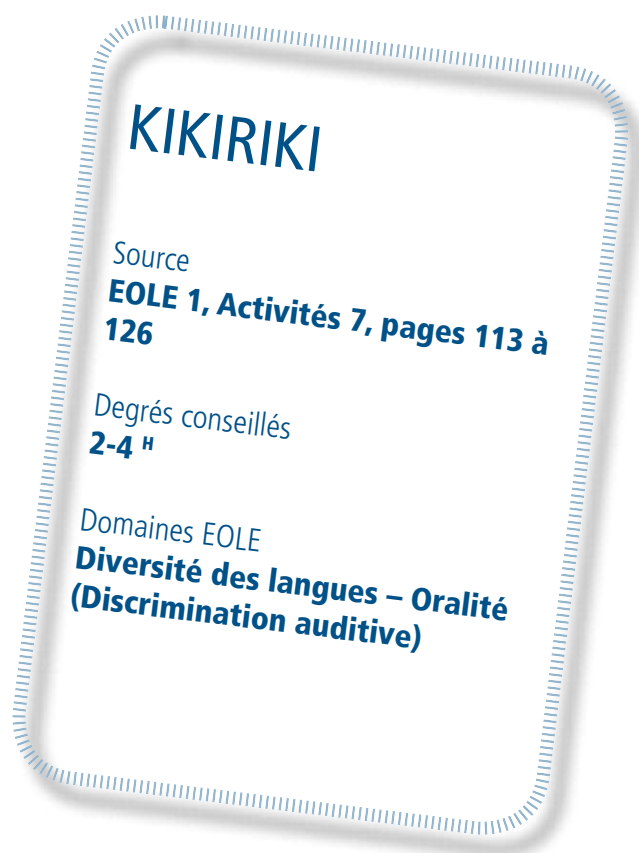 KIKIRIKI
Source
EOLE 1, Activités 7, pages 113 à
126
Degrés conseillés
2-4 H
Domaines EOLE
Diversité des langues – Oralité
(Discrimination auditive)